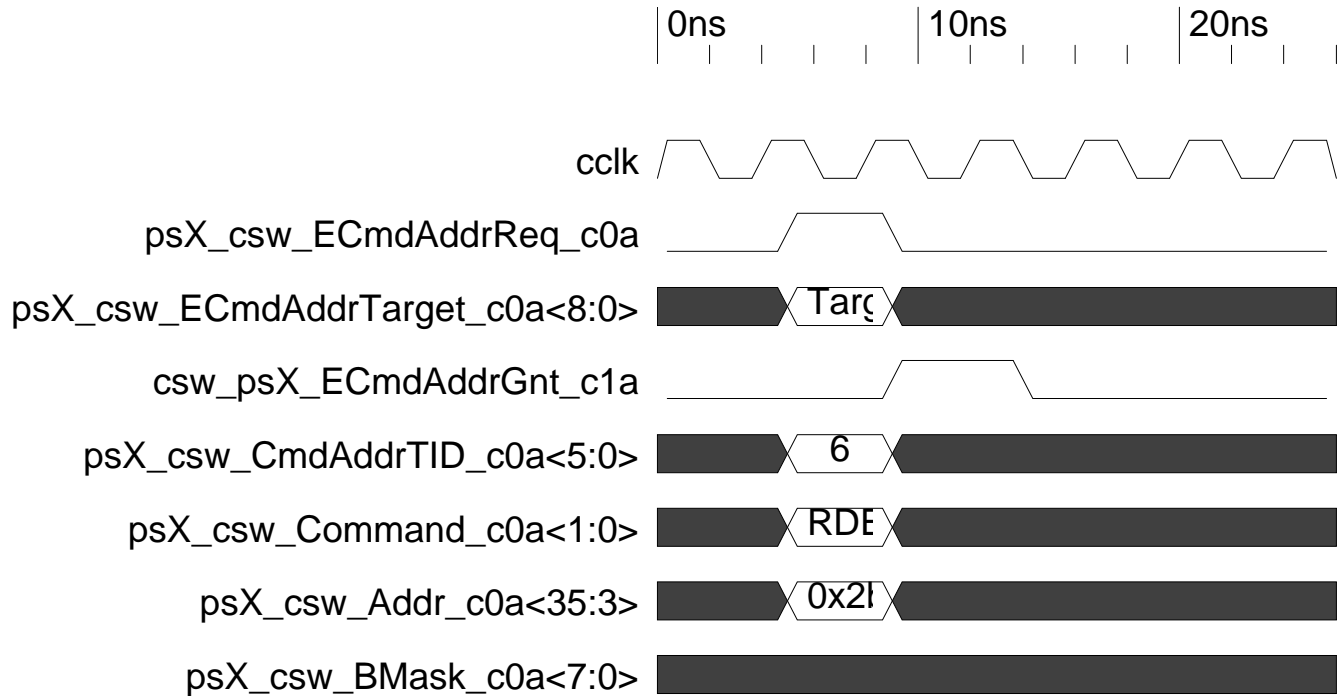 0ns 10ns 20ns
cclk
psX_csw_ECmdAddrReq_c0a
psX_csw_ECmdAddrTarget_c0a<8:0> Targ
csw_psX_ECmdAddrGnt_c1a
psX_csw_CmdAddrTID_c0a<5:0> 6
psX_csw_Command_c0a<1:0>
psX_csw_Addr_c0a<35:3>
psX_csw_BMask_c0a<7:0>